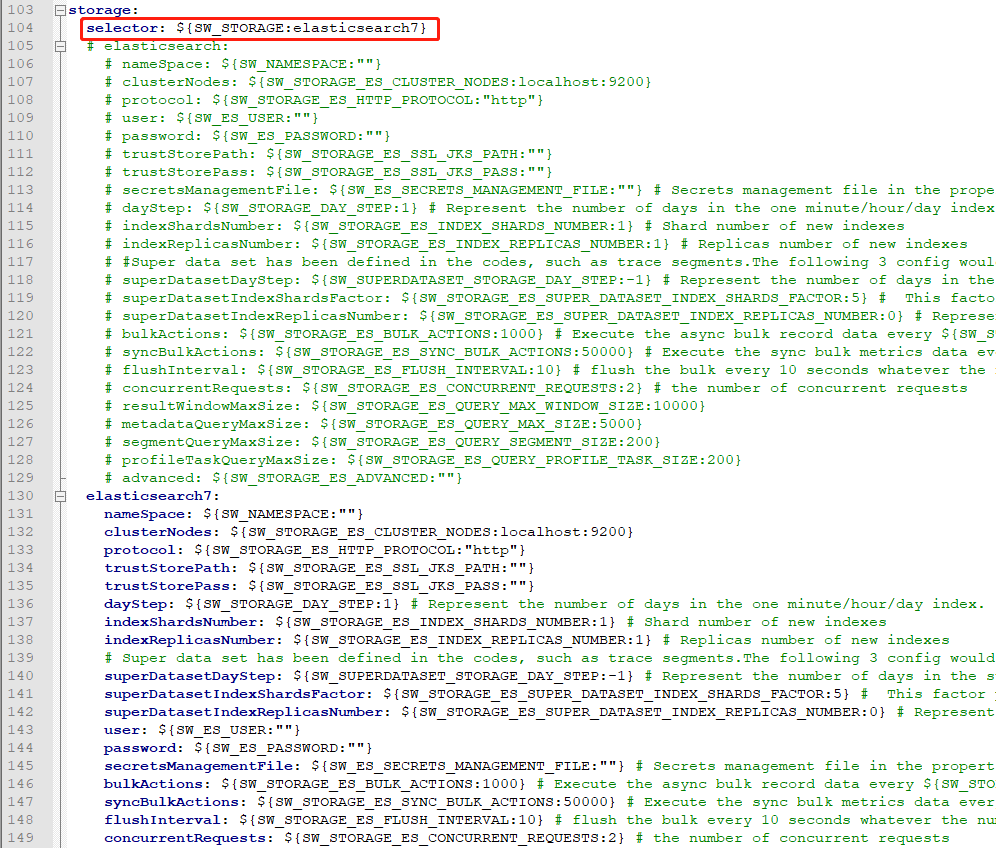 103 storage:
104 selector: ${SW_STORAGE:elasticsearch7}
105 # elasticsearch:
106 # nameSpace: ${SW_NAMESPACE:""}
107 # clusterNodes: ${SW_STORAGE_ES_CLUSTER_NODES:localhost:9200}
108 # protocol: ${SW_STORAGE_ES_HTTP_PROTOCOL:"http"}
109 # user: ${SW_ES_USER:""}
110 # password: ${SW_ES_PASSWORD:""}
111 # trustStorePath: ${SW_STORAGE_ES_SSL_JKS_PATH:""}
112 # trustStorePass: ${SW_STORAGE_ES_SSL_JKS_PASS:""}
113 # secretsManagementFile: ${SW_ES_SECRETS_MANAGEMENT_FILE:""} # Secrets management file in the prope
114 # dayStep: ${SW_STORAGE_DAY_STEP:1} # Represent the number of days in the one minute/hour/day index
115 # indexShardsNumber: ${SW_STORAGE_ES_INDEX_SHARDS_NUMBER:1} # Shard number of new indexes
116 # indexReplicasNumber: ${SW_STORAGE_ES_INDEX_REPLICAS_NUMBER:1} # Replicas number of new indexes
117 # #Super data set has been defined in the codes, such as trace segments.The following 3 config woul
118 # superDatasetDayStep: ${SW_SUPERDATASET_STORAGE_DAY_STEP:-1} # Represent the number of days in the
119 # superDatasetIndexShardsFactor: ${SW_STORAGE_ES_SUPER_DATASET_INDEX_SHARDS_FACTOR:5} #  This facto
120 # superDatasetIndexReplicasNumber: ${SW_STORAGE_ES_SUPER_DATASET_INDEX_REPLICAS_NUMBER:0} # Represe
121 # bulkActions: ${SW_STORAGE_ES_BULK_ACTIONS:1000} # Execute the async bulk record data every ${SW_S
122 # syncBulkActions: ${SW_STORAGE_ES_SYNC_BULK_ACTIONS:50000} # Execute the sync bulk metrics data ev
123 # flushInterval: ${SW_STORAGE_ES_FLUSH_INTERVAL:10} # flush the bulk every 10 seconds whatever the
124 # concurrentRequests: ${SW_STORAGE_ES_CONCURRENT_REQUESTS:2} # the number of concurrent requests
125 # resultWindowMaxSize: ${SW_STORAGE_ES_QUERY_MAX_WINDOW_SIZE:10000}
126 # metadataQueryMaxSize: ${SW_STORAGE_ES_QUERY_MAX_SIZE:5000}
127 # segmentQueryMaxSize: ${SW_STORAGE_ES_QUERY_SEGMENT_SIZE:200}
128 # profileTaskQueryMaxSize: ${SW_STORAGE_ES_QUERY_PROFILE_TASK_SIZE:200}
129 # advanced: ${SW_STORAGE_ES_ADVANCED:""}
130 elasticsearch7:
131 nameSpace: ${SW_NAMESPACE:""}
132 clusterNodes: ${SW_STORAGE_ES_CLUSTER_NODES:localhost:9200}
133 protocol: ${SW_STORAGE_ES_HTTP_PROTOCOL:"http"}
134 trustStorePath: ${SW_STORAGE_ES_SSL_JKS_PATH:""}
135 trustStorePass: ${SW_STORAGE_ES_SSL_JKS_PASS:""}
136 dayStep: ${SW_STORAGE_DAY_STEP:1} # Represent the number of days in the one minute/hour/day index.
137 indexShardsNumber: ${SW_STORAGE_ES_INDEX_SHARDS_NUMBER:1} # Shard number of new indexes
138 indexReplicasNumber: ${SW_STORAGE_ES_INDEX_REPLICAS_NUMBER:1} # Replicas number of new indexes
139 # Super data set has been defined in the codes, such as trace segments.The following 3 config would
140 superDatasetDayStep: ${SW_SUPERDATASET_STORAGE_DAY_STEP:-1} # Represent the number of days in the s
141 superDatasetIndexShardsFactor: ${SW_STORAGE_ES_SUPER_DATASET_INDEX_SHARDS_FACTOR:5} #  This factor
142 superDatasetIndexReplicasNumber: ${SW_STORAGE_ES_SUPER_DATASET_INDEX_REPLICAS_NUMBER:0} # Represent
143 user: ${SW_ES_USER:""}
144 password: ${SW_ES_PASSWORD:""}
145 secretsManagementFile: ${SW_ES_SECRETS_MANAGEMENT_FILE:""} # Secrets management file in the propert
146 bulkActions: ${SW_STORAGE_ES_BULK_ACTIONS:1000} # Execute the async bulk record data every ${SW_STO
147 syncBulkActions: ${SW_STORAGE_ES_SYNC_BULK_ACTIONS:50000} # Execute the sync bulk metrics data ever
148 flushInterval: ${SW_STORAGE_ES_FLUSH_INTERVAL:10} # flush the bulk every 10 seconds whatever the nu
149 concurrentRequests: ${SW_STORAGE_ES_CONCURRENT_REQUESTS:2} # the number of concurrent requests